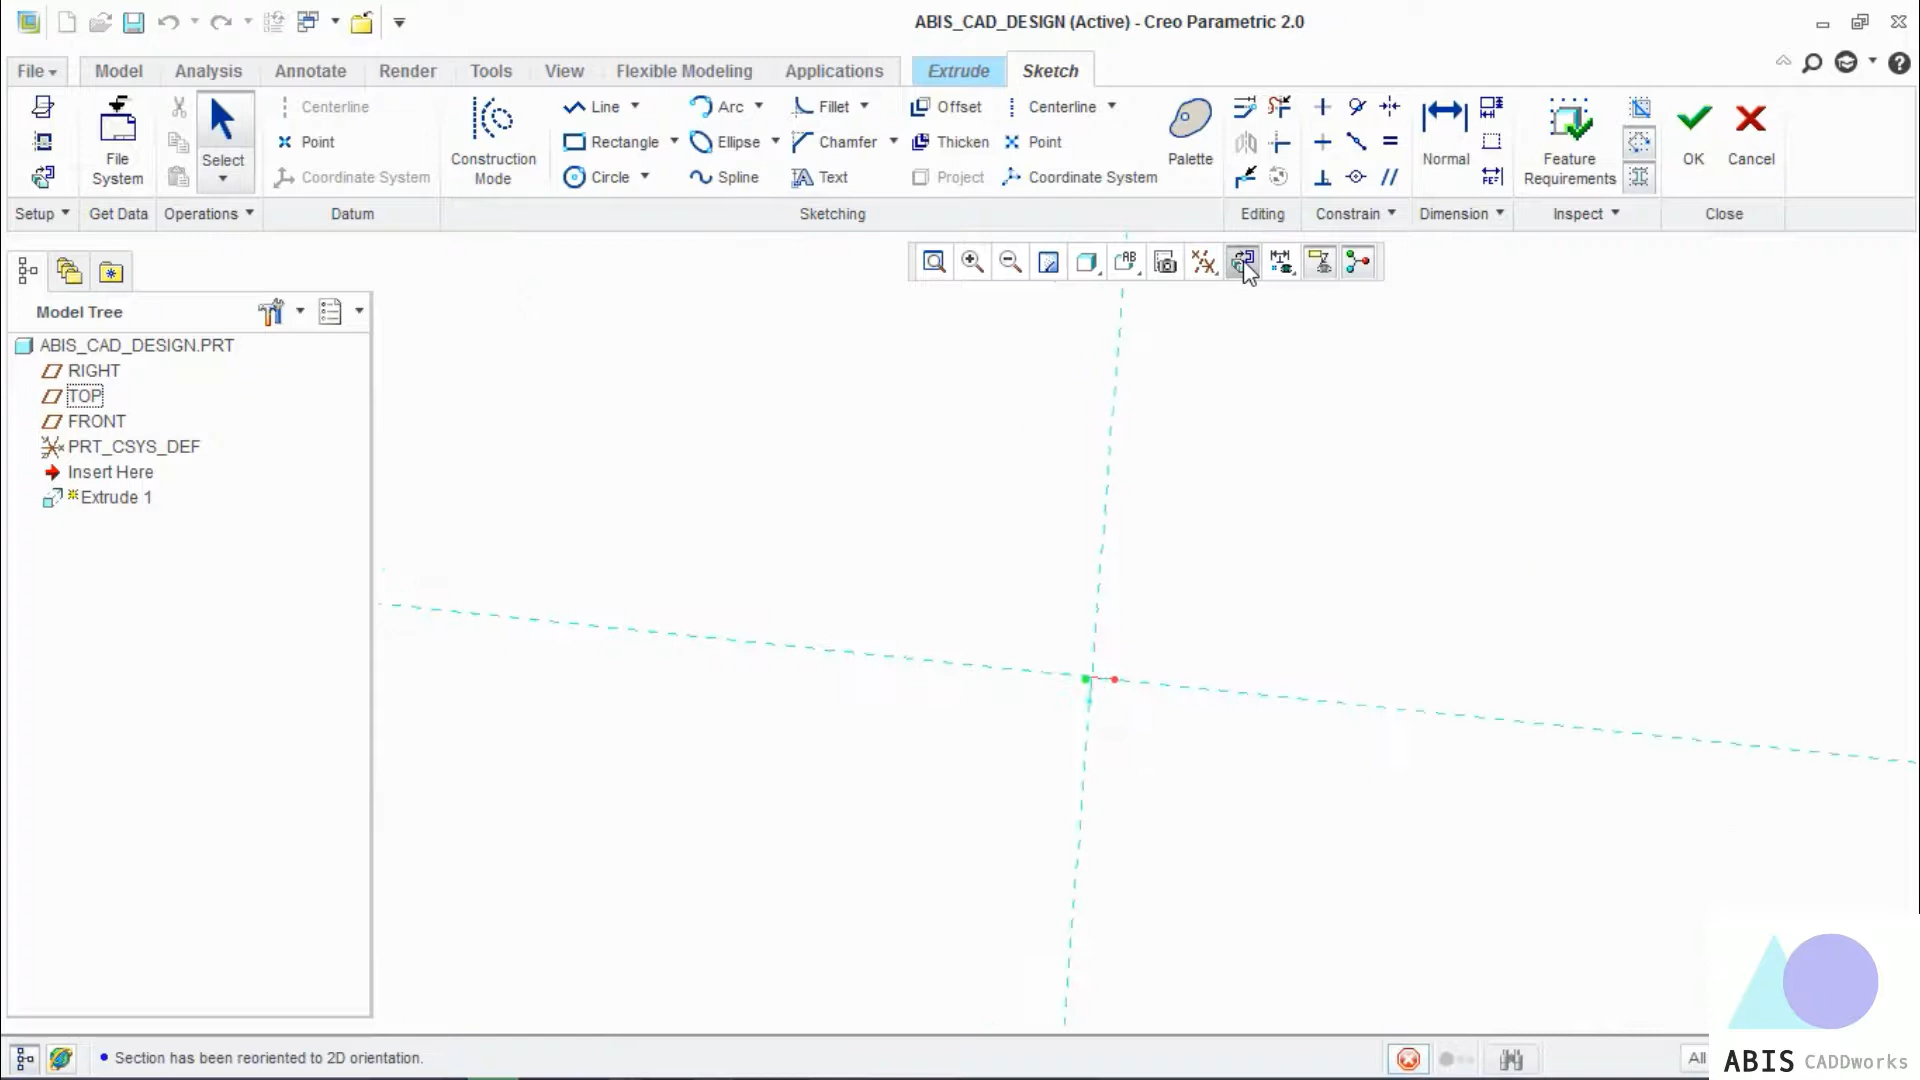 ABIS_CAD_DESIGN (Active) - Creo Parametric 2.0
File Model Analysis Annotate Render Tools View Flexible Modeling Applications Extrude Sketch
Centerline Line Arc Fillet Offset Centerline
Point Rectangle Ellipse Chamfer Thicken Point
Coordinate System Circle Spline Text Project Coordinate System
File System
Select
Construction Mode
Palette
Normal
Feature Requirements
OK
Cancel
Setup Get Data Operations Datum Sketching Editing Constrain Dimension Inspect Close
AB
Model Tree
ABIS_CAD_DESIGN.PRT
RIGHT
TOP
FRONT
PRT_CSYS_DEF
Insert Here
Extrude 1
Section has been reoriented to 2D orientation.
All
ABIS CADDworks